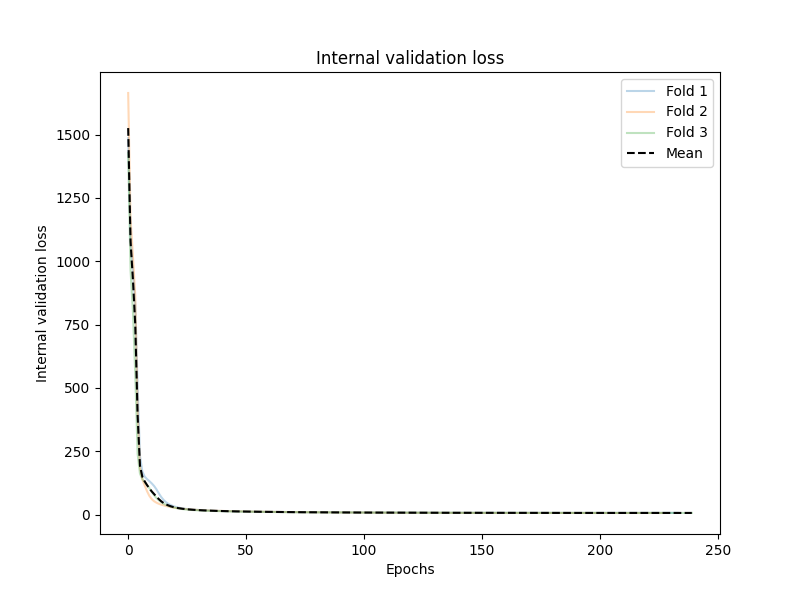 Internal validation loss
Fold 1
Fold 2
Fold 3
Mean
Internal validation loss
1500
1250
1000
750
500
250
0
0
50
100
150
200
250
Epochs